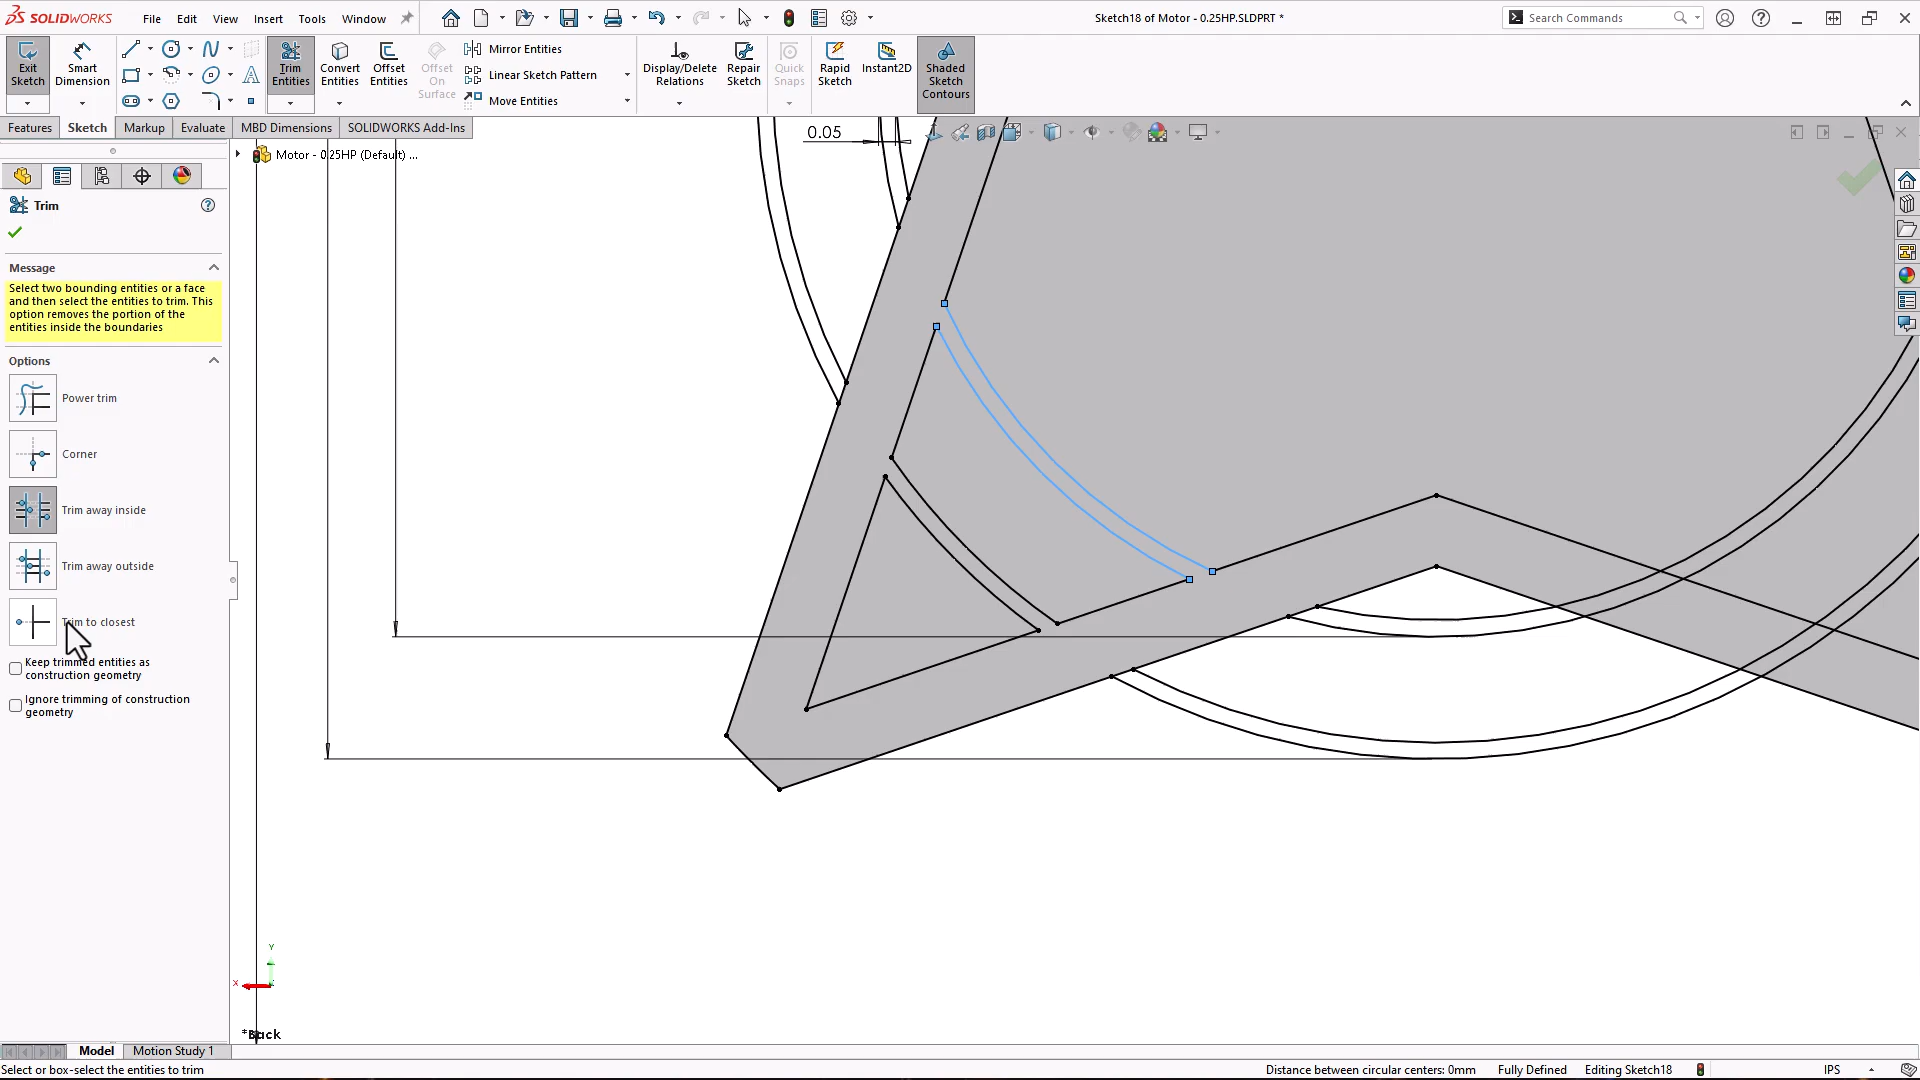 SOLIDWORKS
File Edit View Insert Tools Window
Sketch18 of Motor - 0.25HP.SLDPRT *
Search Commands
Exit Sketch
Smart Dimension
Trim Entities
Convert Entities
Offset Entities
Offset On Surface
Mirror Entities
Linear Sketch Pattern
Move Entities
Display/Delete Relations
Repair Sketch
Quick Snaps
Rapid Sketch
Instant2D
Shaded Sketch Contours
Features Sketch Markup Evaluate MBD Dimensions SOLIDWORKS Add-Ins
Motor - 0.25HP (Default) ...
0.05
Trim
Message
Select two bounding entities or a face
and then select the entities to trim. This
option removes the portion of the
entities inside the boundaries
Options
Power trim
Corner
Trim away inside
Trim away outside
Trim to closest
Keep trimmed entities as
construction geometry
Ignore trimming of construction
geometry
Y
X
*Back
Model Motion Study 1
Select or box-select the entities to trim
Distance between circular centers: 0mm Fully Defined Editing Sketch18 IPS